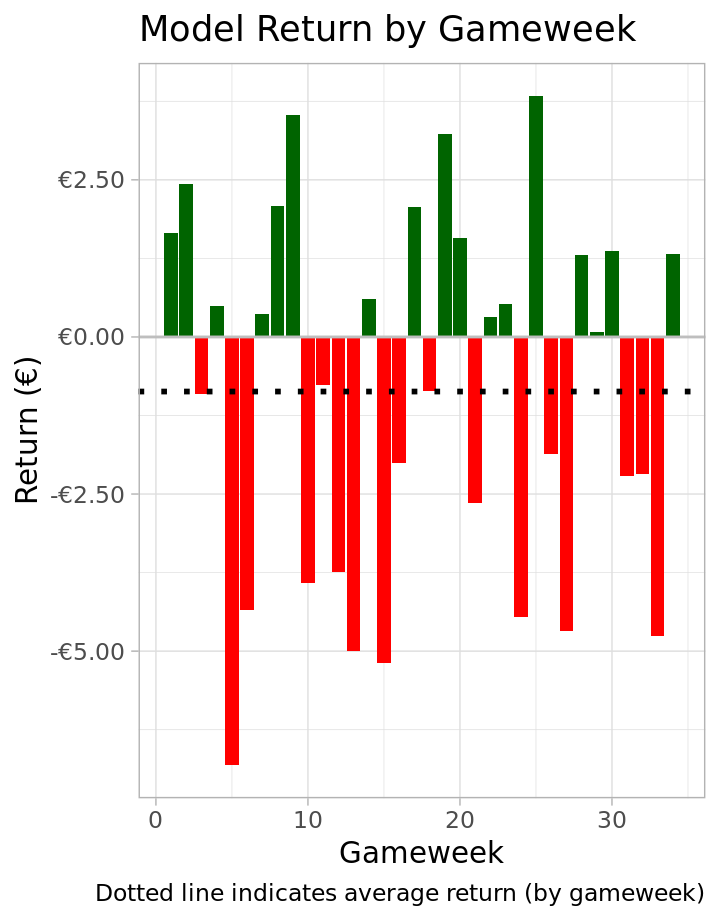 Model Return by Gameweek
€2.50
€0.00
-€2.50
-€5.00
Return (€)
0 10 20 30
Gameweek
Dotted line indicates average return (by gameweek)